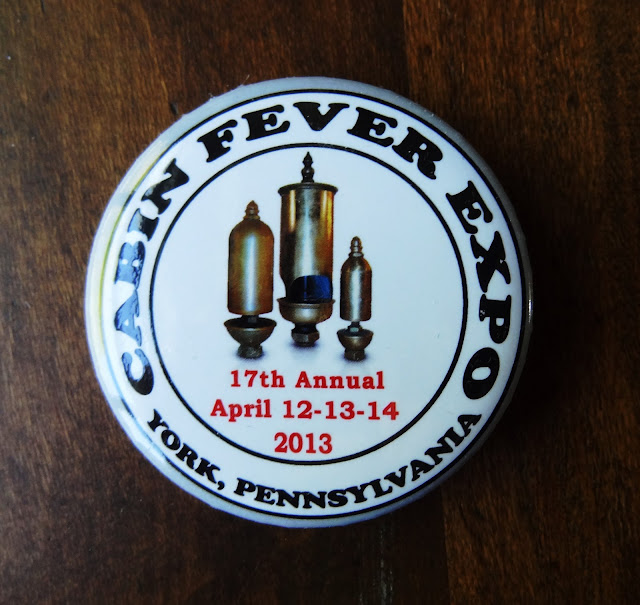 CABIN FEVER EXPO
17th Annual
April 12-13-14
2013
YORK, PENNSYLVANIA